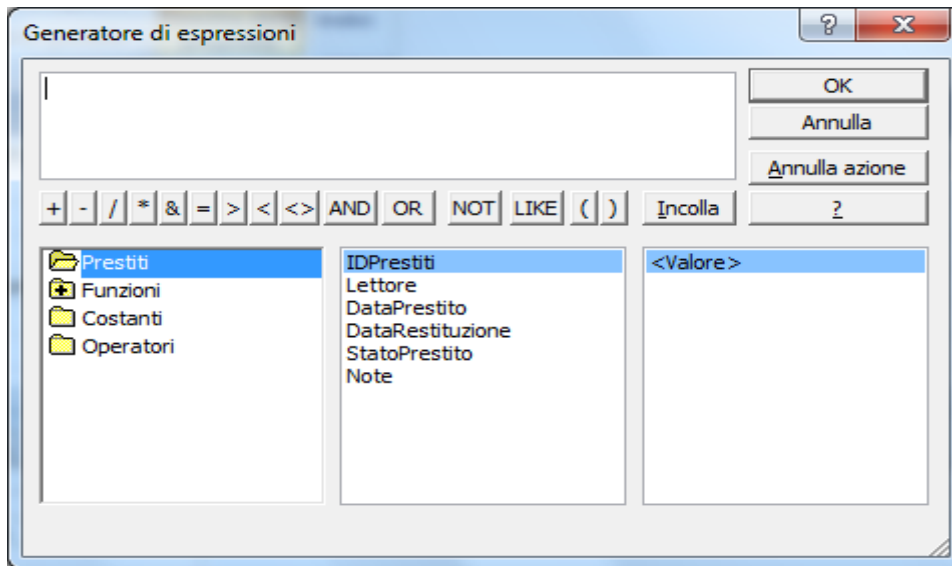 Generatore di espressioni
?
OK
Annulla
Annulla azione
+ - / * & = > < <> AND OR NOT LIKE ( ) Incolla ?
Prestiti
Funzioni
Costanti
Operatori
IDPrestiti
Lettore
DataPrestito
DataRestituzione
StatoPrestito
Note
<Valore>